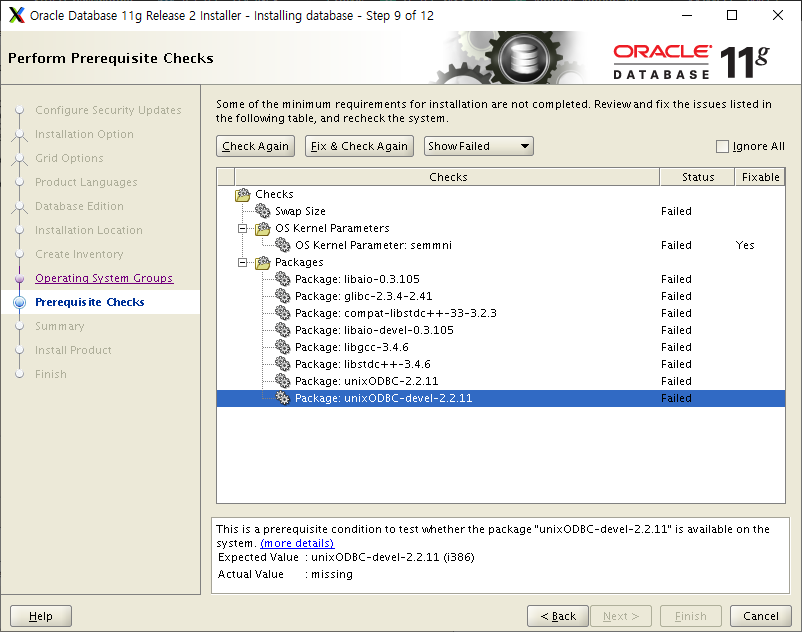 Oracle Database 11g Release 2 Installer - Installing database - Step 9 of 12
Perform Prerequisite Checks
ORACLE
DATABASE
11g
Configure Security Updates
Installation Option
Grid Options
Product Languages
Database Edition
Installation Location
Create Inventory
Operating System Groups
Prerequisite Checks
Summary
Install Product
Finish
Some of the minimum requirements for installation are not completed. Review and fix the issues listed in
the following table, and recheck the system.
Check Again
Fix & Check Again
Show Failed
Ignore All
Checks Status Fixable
Checks
Swap Size Failed
OS Kernel Parameters
OS Kernel Parameter: semmni Failed Yes
Packages
Package: libaio-0.3.105 Failed
Package: glibc-2.3.4-2.41 Failed
Package: compat-libstdc++-33-3.2.3 Failed
Package: libaio-devel-0.3.105 Failed
Package: libgcc-3.4.6 Failed
Package: libstdc++-3.4.6 Failed
Package: unixODBC-2.2.11 Failed
Package: unixODBC-devel-2.2.11 Failed
This is a prerequisite condition to test whether the package "unixODBC-devel-2.2.11" is available on the
system. (more details)
Expected Value : unixODBC-devel-2.2.11 (i386)
Actual Value : missing
Help
< Back
Next >
Finish
Cancel